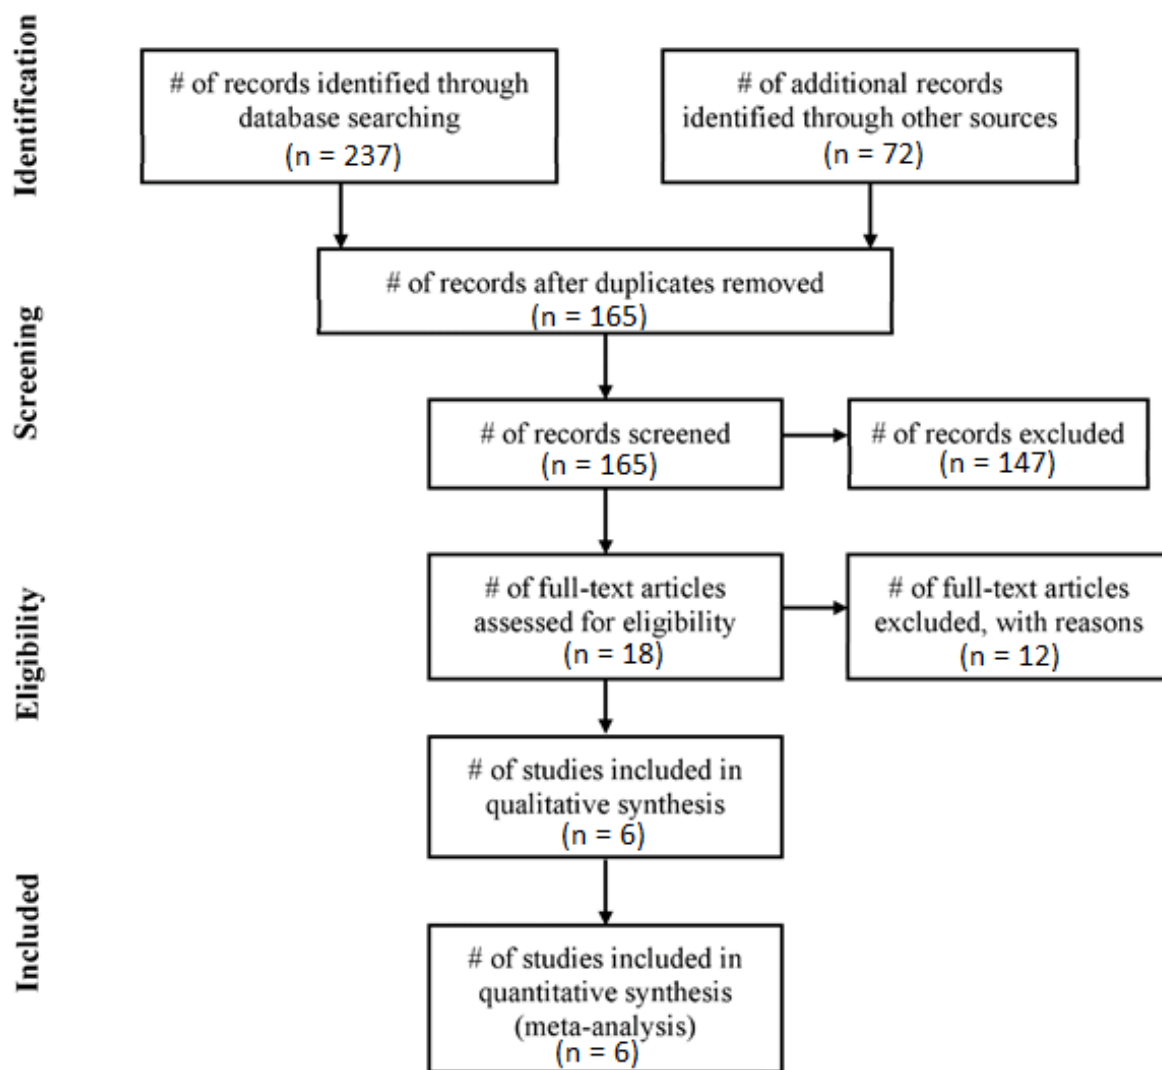 Identification
# of records identified through
database searching
(n = 237)
# of additional records
identified through other sources
(n = 72)
Screening
# of records after duplicates removed
(n = 165)
# of records screened
(n = 165)
# of records excluded
(n = 147)
Eligibility
# of full-text articles
assessed for eligibility
(n = 18)
# of full-text articles
excluded, with reasons
(n = 12)
Included
# of studies included in
qualitative synthesis
(n = 6)
# of studies included in
quantitative synthesis
(meta-analysis)
(n = 6)